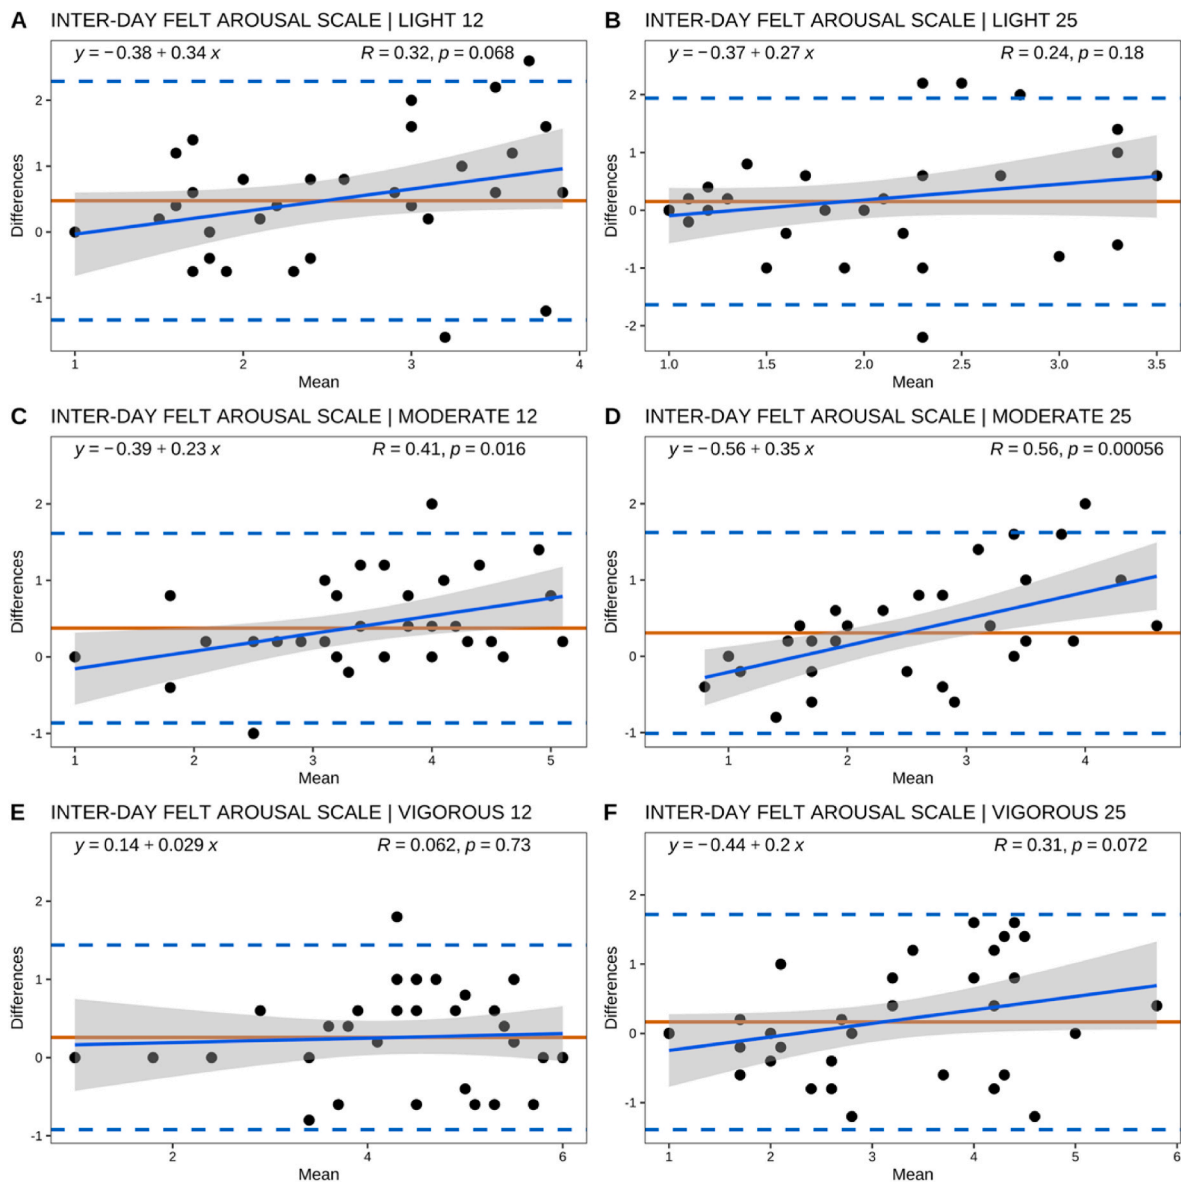 A INTER-DAY FELT AROUSAL SCALE | LIGHT 12
y = −0.38 + 0.34 x R = 0.32, p = 0.068
Differences
2
1
0
-1
1 2 3 4
Mean
B INTER-DAY FELT AROUSAL SCALE | LIGHT 25
y = −0.37 + 0.27 x R = 0.24, p = 0.18
Differences
2
1
0
-1
-2
1.0 1.5 2.0 2.5 3.0 3.5
Mean
C INTER-DAY FELT AROUSAL SCALE | MODERATE 12
y = −0.39 + 0.23 x R = 0.41, p = 0.016
Differences
2
1
0
-1
1 2 3 4 5
Mean
D INTER-DAY FELT AROUSAL SCALE | MODERATE 25
y = −0.56 + 0.35 x R = 0.56, p = 0.00056
Differences
2
1
0
-1
1 2 3 4
Mean
E INTER-DAY FELT AROUSAL SCALE | VIGOROUS 12
y = 0.14 + 0.029 x R = 0.062, p = 0.73
Differences
2
1
0
-1
2 4 6
Mean
F INTER-DAY FELT AROUSAL SCALE | VIGOROUS 25
y = −0.44 + 0.2 x R = 0.31, p = 0.072
Differences
2
1
0
-1
1 2 3 4 5 6
Mean